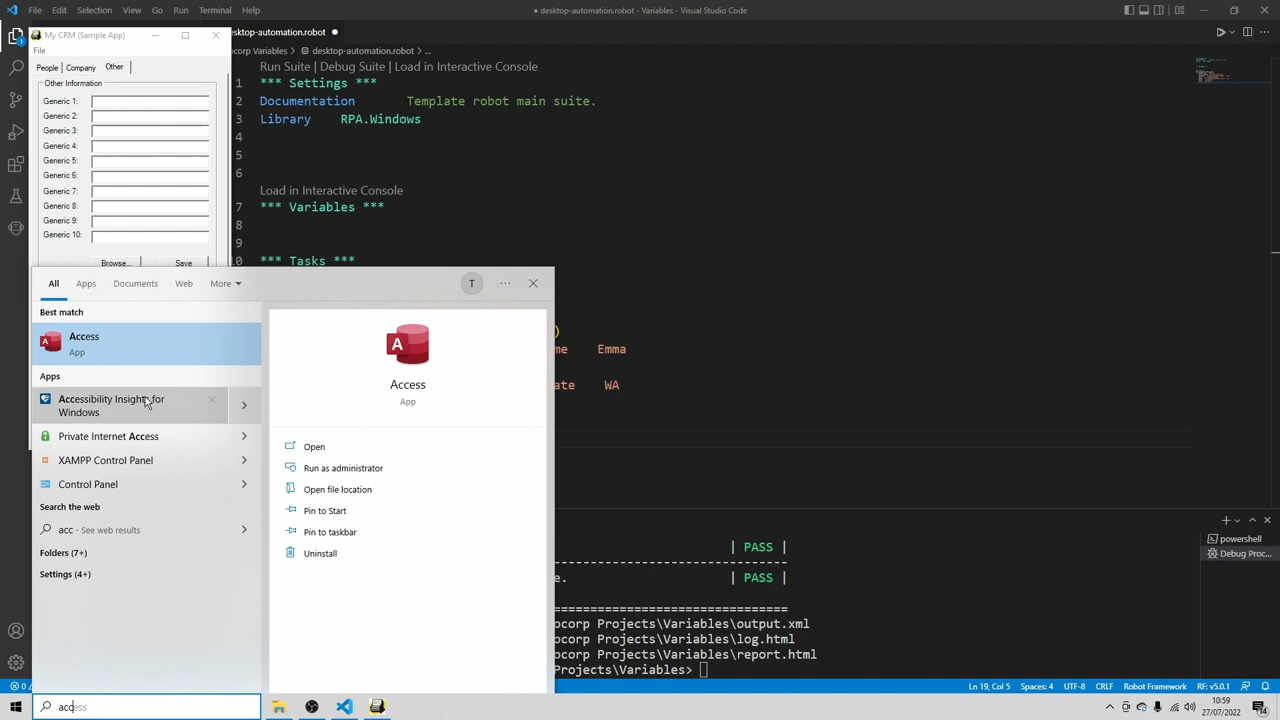 File Edit Selection View Go Run Terminal Help
● desktop-automation.robot - Variables - Visual Studio Code
My CRM (Sample App)
File
People Company Other
Other Information
Generic 1:
Generic 2:
Generic 3:
Generic 4:
Generic 5:
Generic 6:
Generic 7:
Generic 8:
Generic 9:
Generic 10:
Browse... Save
esktop-automation.robot ●
ocorp Variables > desktop-automation.robot > ...
Run Suite | Debug Suite | Load in Interactive Console
1 *** Settings ***
2 Documentation Template robot main suite.
3 Library RPA.Windows
4
5
6
Load in Interactive Console
7 *** Variables ***
8
9
10 *** Tasks ***
)
me Emma
ate WA
All Apps Documents Web More
T ...
Best match
Access
App
Apps
Accessibility Insights for
Windows
Private Internet Access
XAMPP Control Panel
Control Panel
Search the web
acc - See web results
Folders (7+)
Settings (4+)
Access
App
Open
Run as administrator
Open file location
Pin to Start
Pin to taskbar
Uninstall
| PASS |
------------------------------
e. | PASS |
==============================
ocorp Projects\Variables\output.xml
ocorp Projects\Variables\log.html
ocorp Projects\Variables\report.html
Projects\Variables>
powershell
Debug Proc...
1
0
Ln 19, Col 5 Spaces: 4 UTF-8 CRLF Robot Framework RF: v5.0.1
access
10:59
27/07/2022